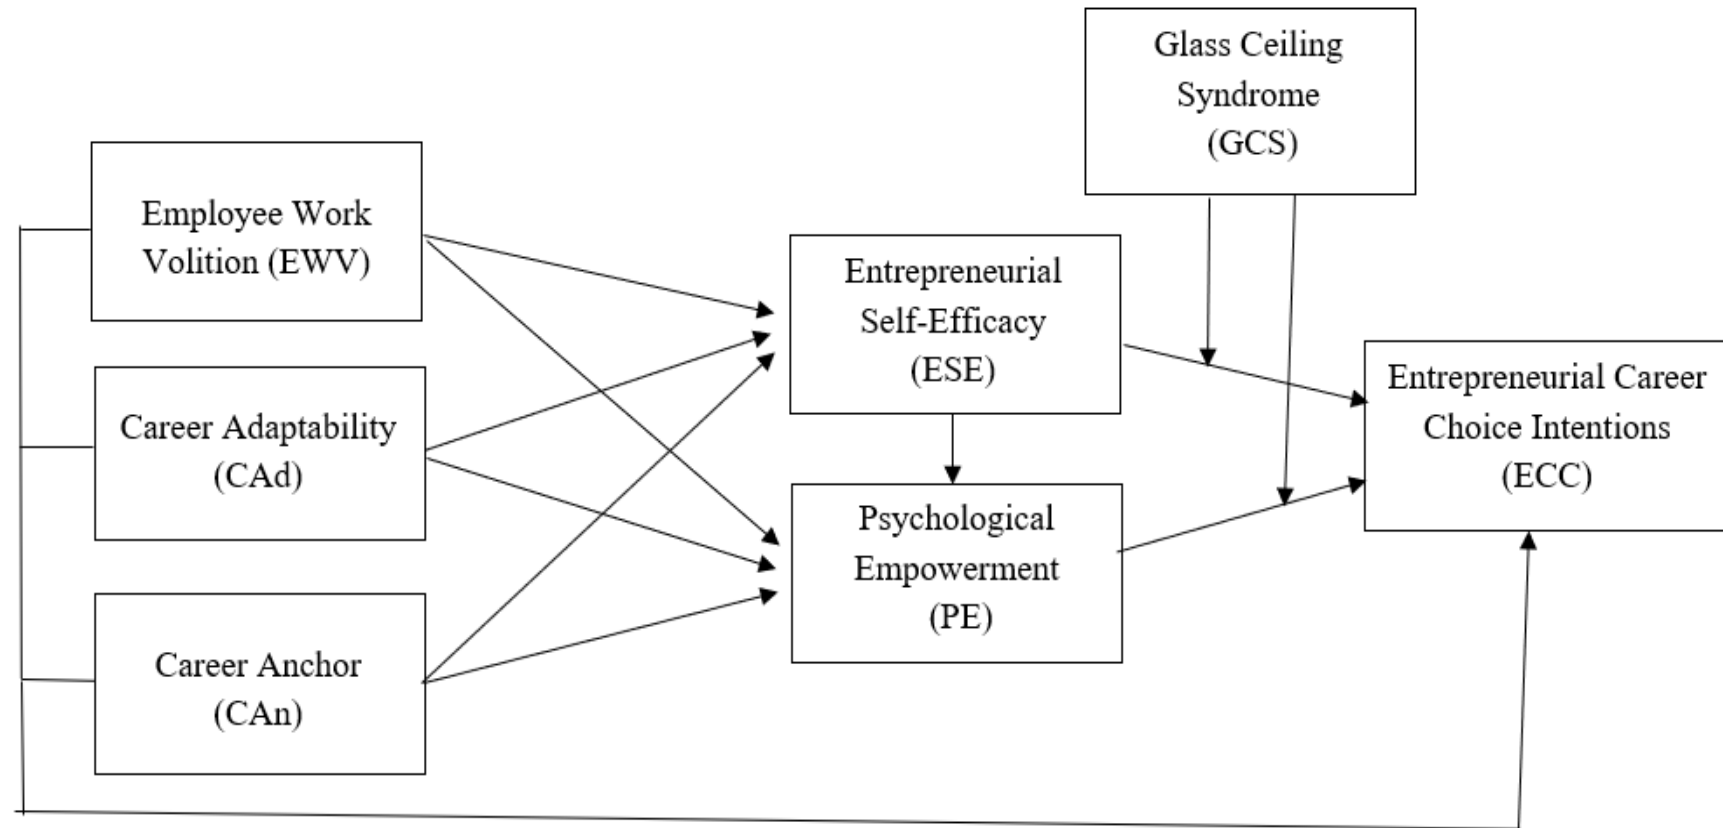 Glass Ceiling
Syndrome
(GCS)
Employee Work
Volition (EWV)
Entrepreneurial
Self-Efficacy
(ESE)
Entrepreneurial Career
Choice Intentions
(ECC)
Career Adaptability
(CAd)
Psychological
Empowerment
(PE)
Career Anchor
(CAn)